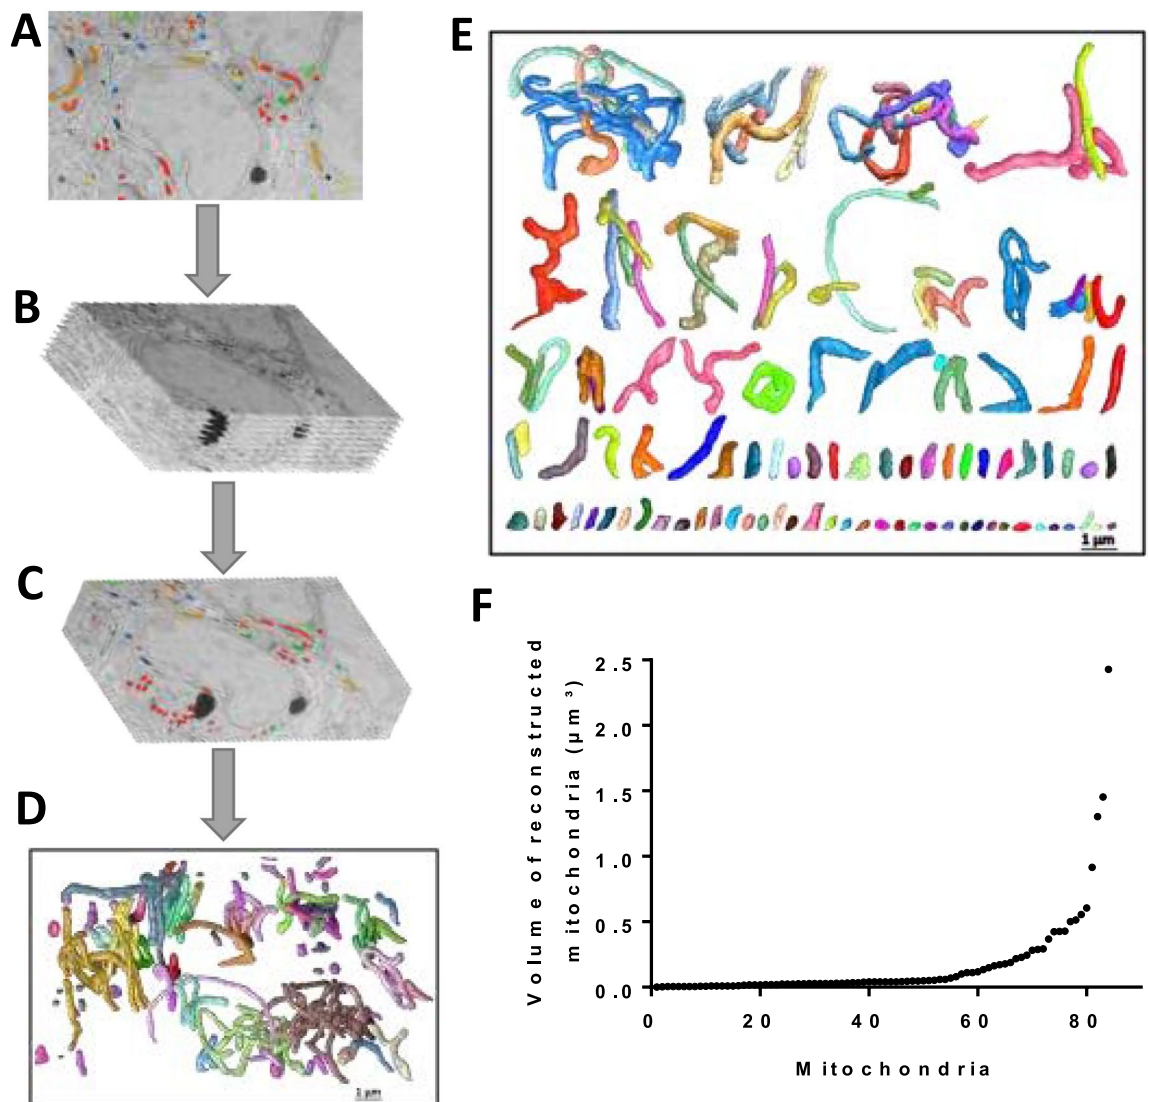 A
B
C
D
1 µm
E
1 µm
F
Volume of reconstructed
mitochondria (µm³)
2.5
2.0
1.5
1.0
0.5
0.0
0 20 40 60 80
Mitochondria